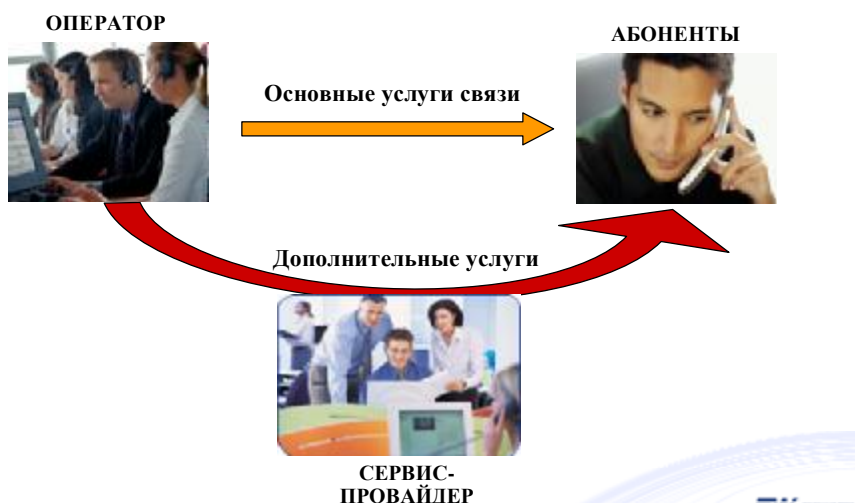 ОПЕРАТОР
АБОНЕНТЫ
Основные услуги связи
Дополнительные услуги
СЕРВИС-
ПРОВАЙДЕР